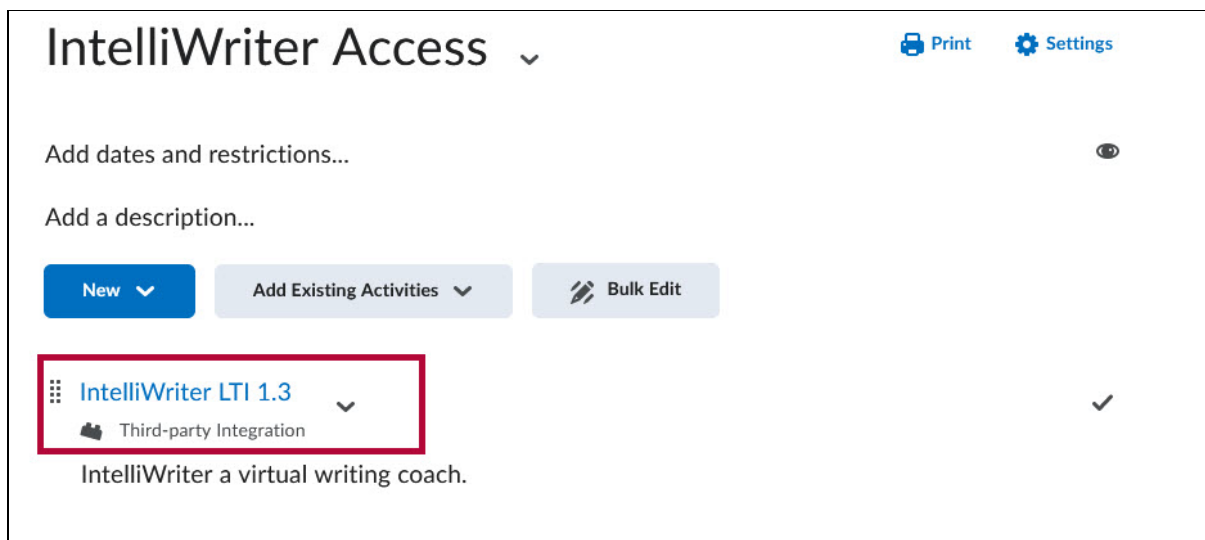 IntelliWriter Access
Print
Settings
Add dates and restrictions...
Add a description...
New
Add Existing Activities
Bulk Edit
IntelliWriter LTI 1.3
Third-party Integration
IntelliWriter a virtual writing coach.